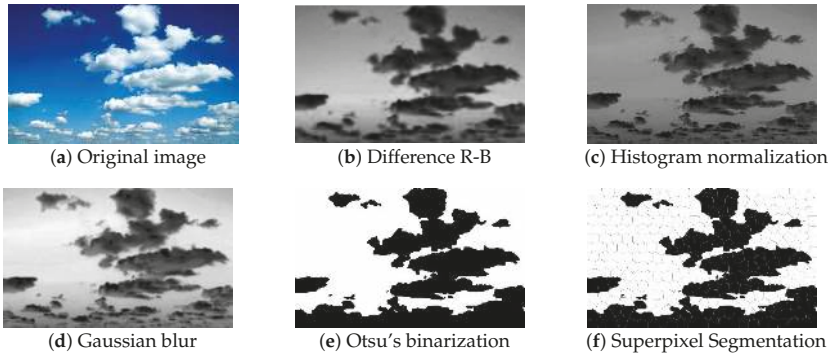 (a) Original image
(b) Difference R-B
(c) Histogram normalization
(d) Gaussian blur
(e) Otsu's binarization
(f) Superpixel Segmentation